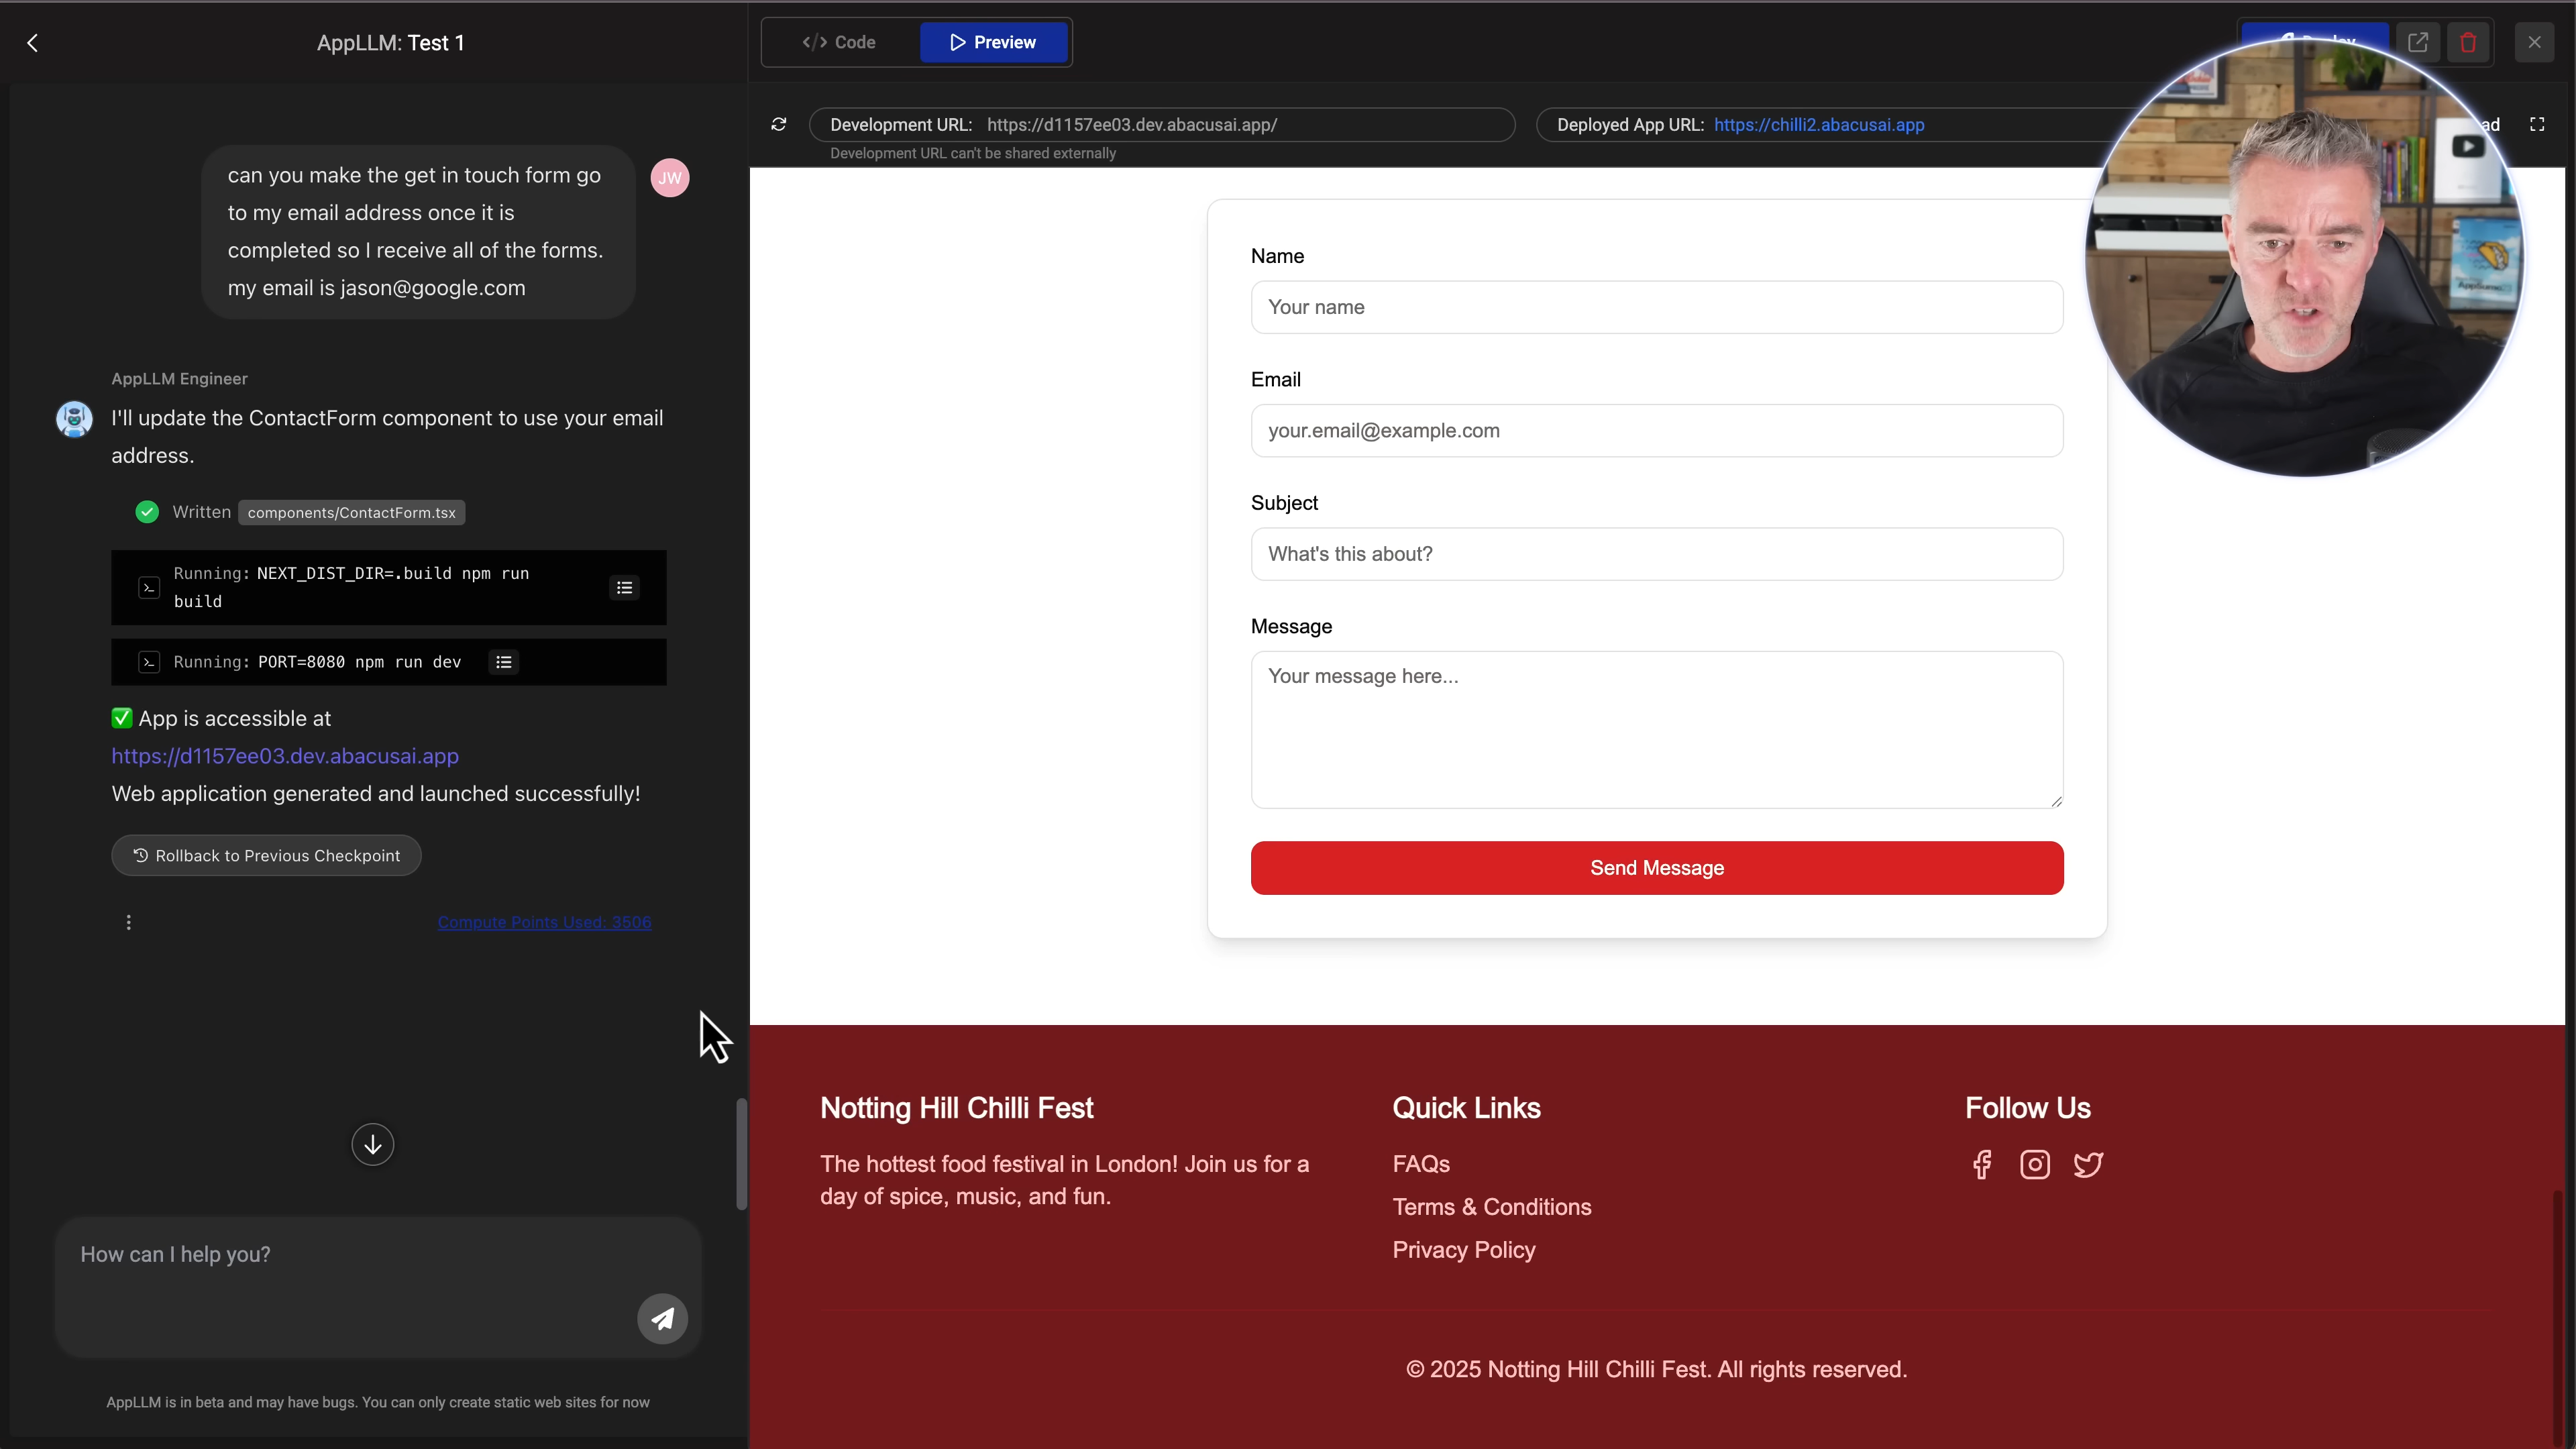 AppLLM: Test 1
Code
Preview
Development URL: https://d1157ee03.dev.abacusai.app/
Deployed App URL: https://chilli2.abacusai.app
Development URL can't be shared externally
can you make the get in touch form go
to my email address once it is
completed so I receive all of the forms.
my email is jason@google.com
JW
AppLLM Engineer
I'll update the ContactForm component to use your email
address.
Written components/ContactForm.tsx
Running: NEXT_DIST_DIR=.build npm run
build
Running: PORT=8080 npm run dev
App is accessible at
https://d1157ee03.dev.abacusai.app
Web application generated and launched successfully!
Rollback to Previous Checkpoint
Compute Points Used: 3506
How can I help you?
AppLLM is in beta and may have bugs. You can only create static web sites for now
Name
Your name
Email
your.email@example.com
Subject
What's this about?
Message
Your message here...
Send Message
Notting Hill Chilli Fest
The hottest food festival in London! Join us for a
day of spice, music, and fun.
Quick Links
FAQs
Terms & Conditions
Privacy Policy
Follow Us
© 2025 Notting Hill Chilli Fest. All rights reserved.